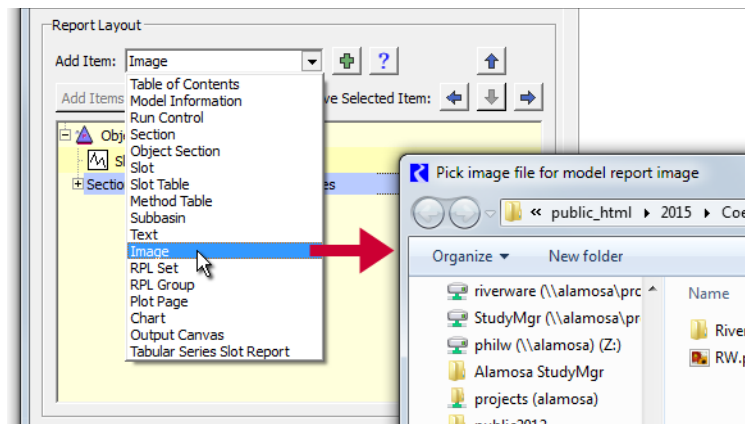 Report Layout
Add Item: Image
?
Table of Contents
Model Information
Run Control
Section
Object Section
Slot
Slot Table
Method Table
Subbasin
Text
Image
RPL Set
RPL Group
Plot Page
Chart
Output Canvas
Tabular Series Slot Report
Add Items
ve Selected Item:
Obj
Sl
Sectio
es
Pick image file for model report image
« public_html 2015 Coe
Organize New folder
riverware (\\alamosa\prc
StudyMgr (\\alamosa\pr
philw (\\alamosa) (Z:)
Alamosa StudyMgr
projects (alamosa)
Name
River
RW.p